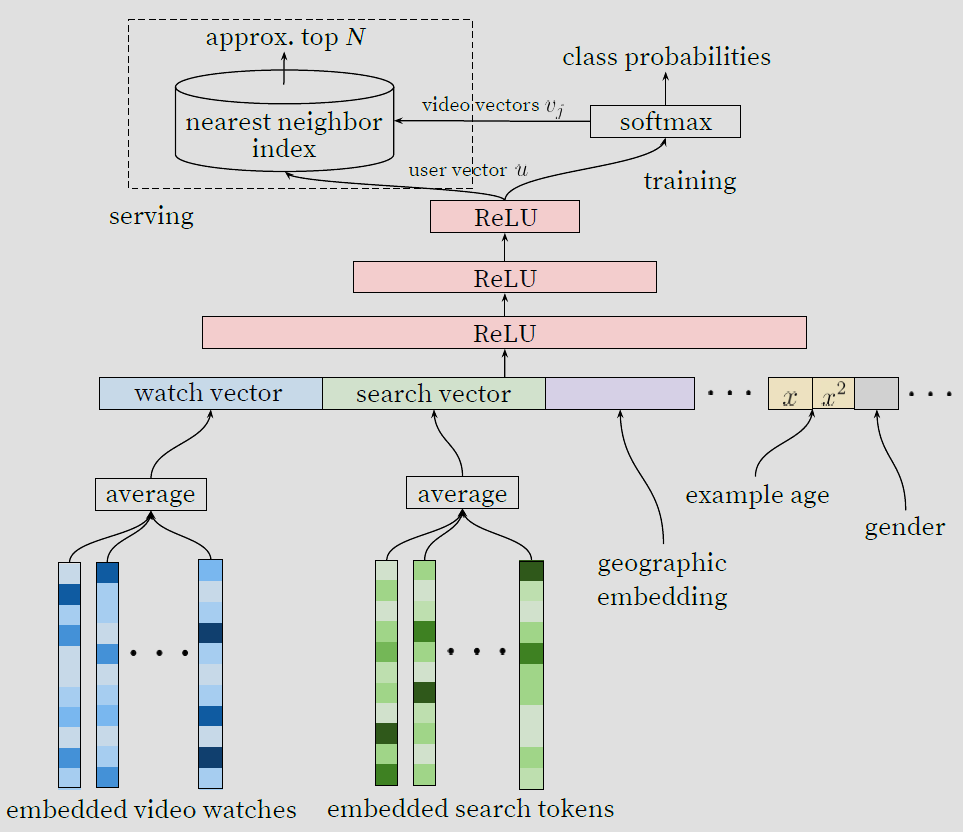 approx. top N
class probabilities
video vectors v_j
nearest neighbor
index
softmax
user vector u
training
serving
ReLU
ReLU
ReLU
watch vector
search vector
x
x²
average
average
example age
gender
geographic
embedding
embedded video watches
embedded search tokens